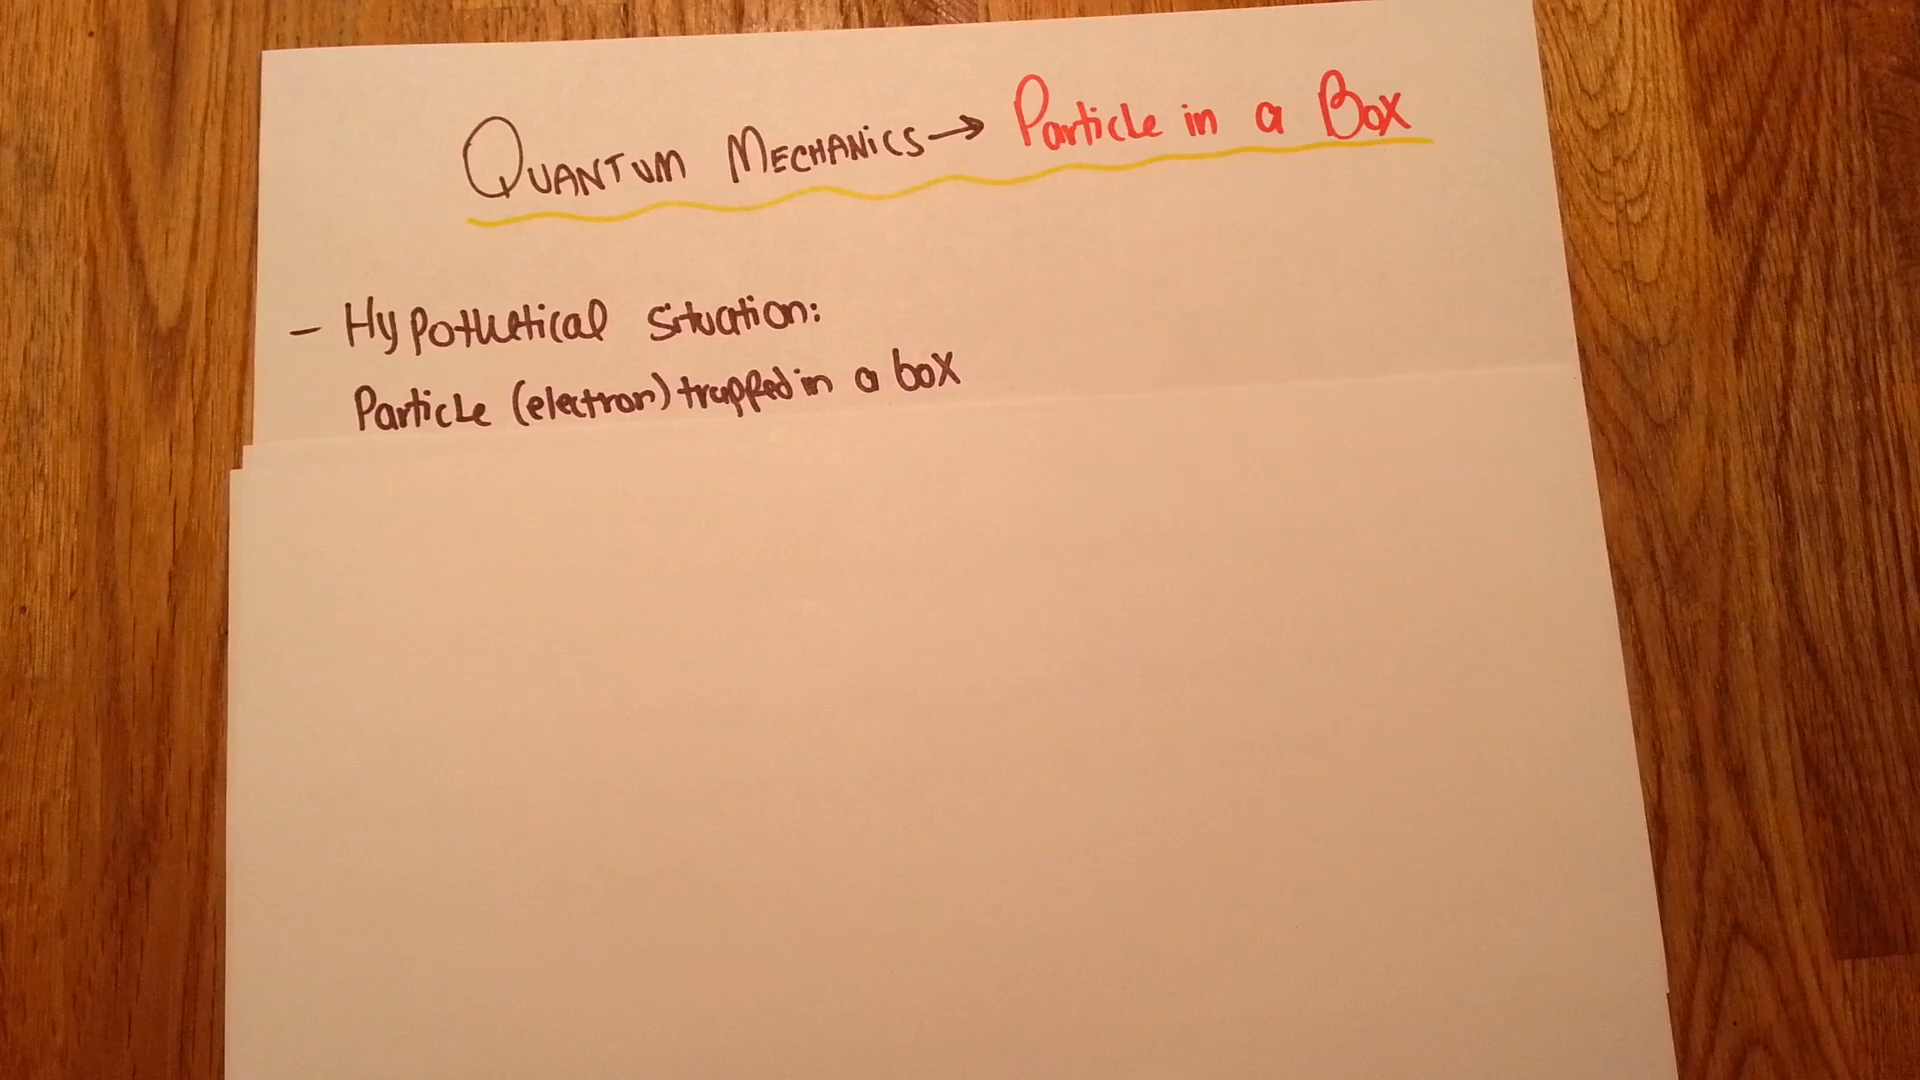 QUANTUM MECHANICS → Particle in a Box
- Hypothetical situation:
Particle (electron) trapped in a box